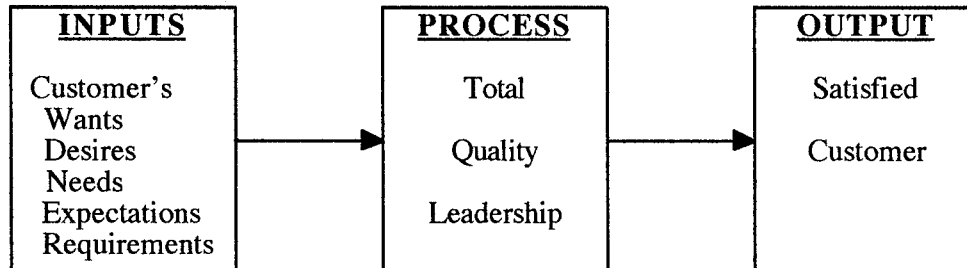 INPUTS
Customer's
Wants
Desires
Needs
Expectations
Requirements
PROCESS
Total
Quality
Leadership
OUTPUT
Satisfied
Customer